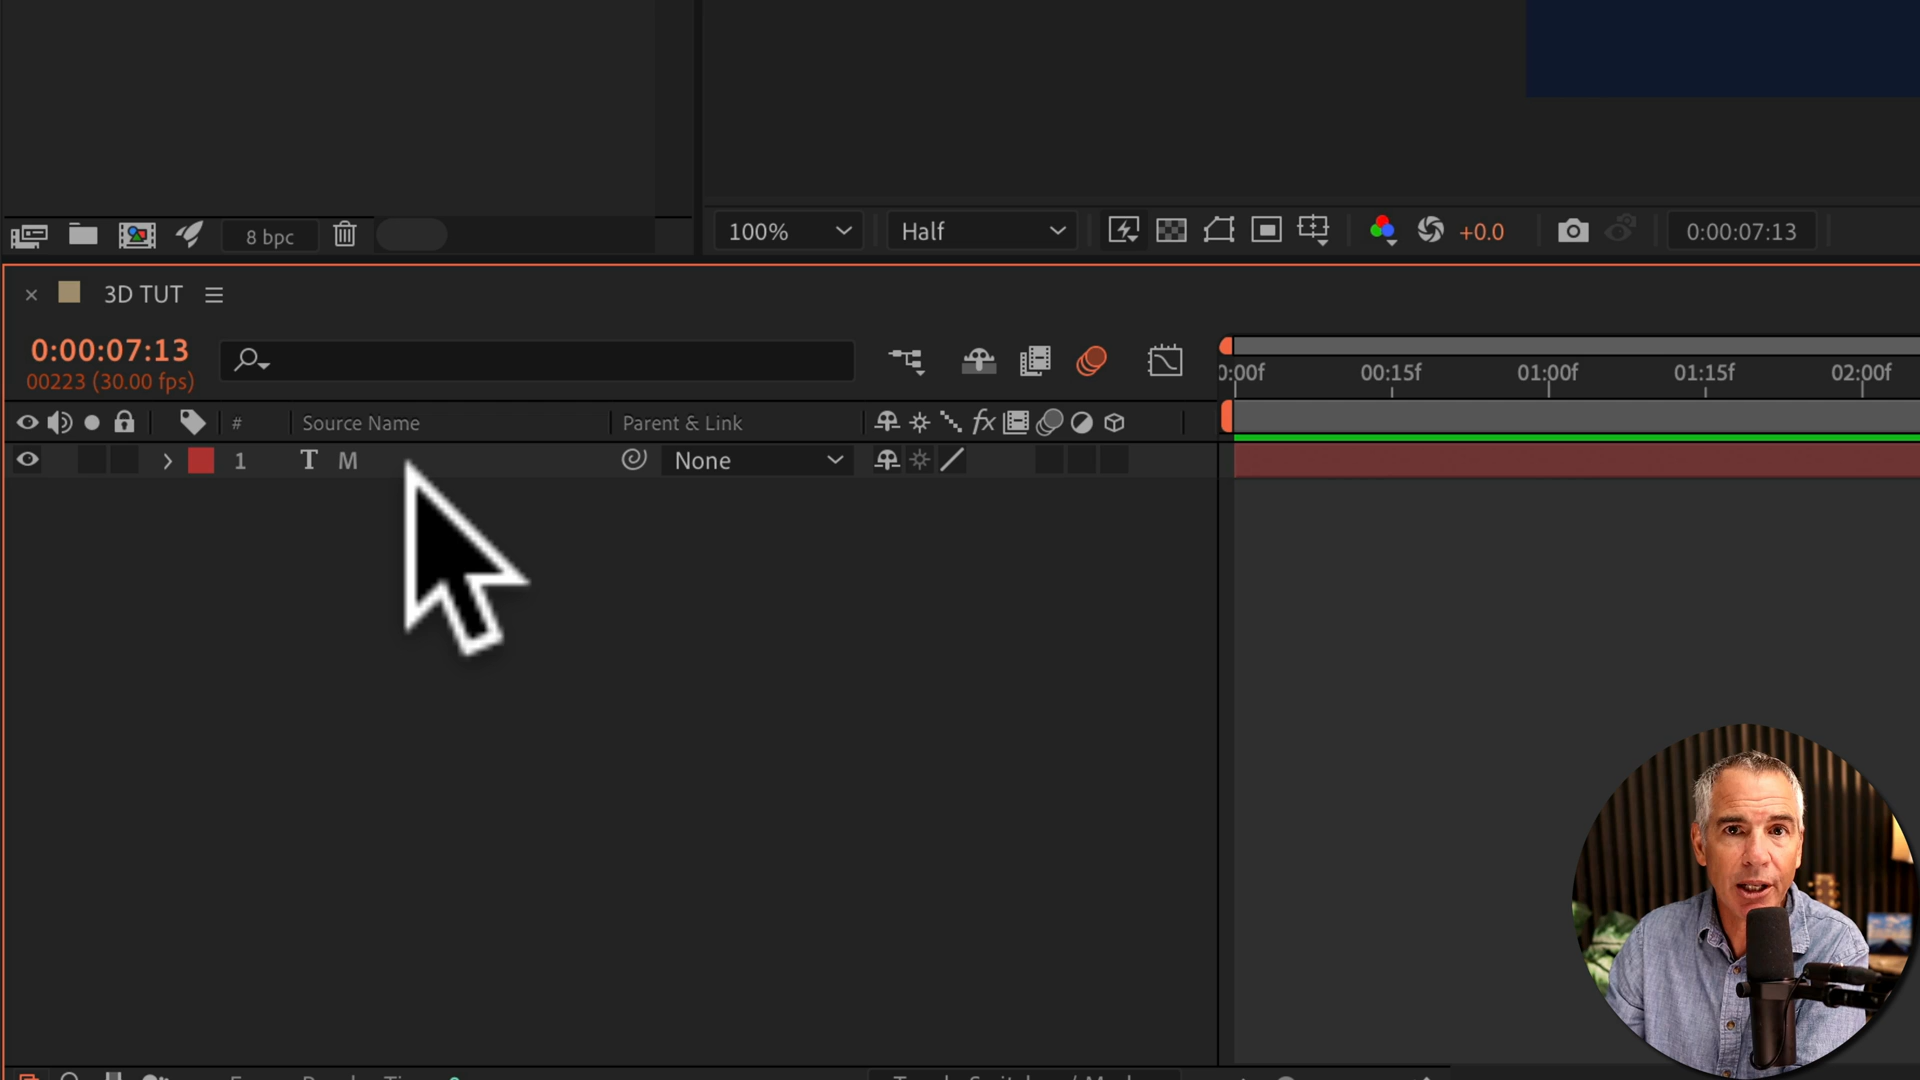 8 bpc
100%
Half
+0.0
0:00:07:13
3D TUT
0:00:07:13
00223 (30.00 fps)
0:00f
00:15f
01:00f
01:15f
02:00f
#
Source Name
Parent & Link
fx
1
T
M
None